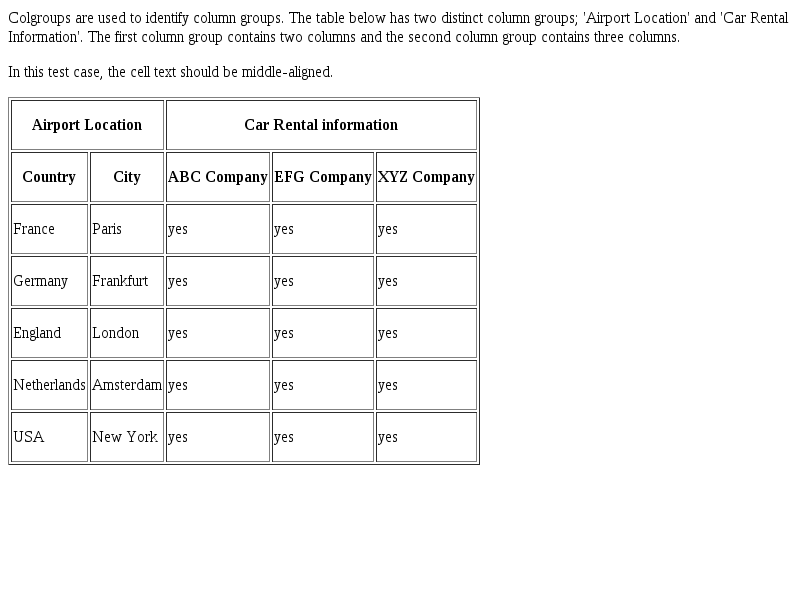 Colgroups are used to identify column groups. The table below has two distinct column groups; 'Airport Location' and 'Car Rental
Information'. The first column group contains two columns and the second column group contains three columns.
In this test case, the cell text should be middle-aligned.
Airport Location Car Rental information
Country City ABC Company EFG Company XYZ Company
France Paris yes yes yes
Germany Frankfurt yes yes yes
England London yes yes yes
Netherlands Amsterdam yes yes yes
USA New York yes yes yes